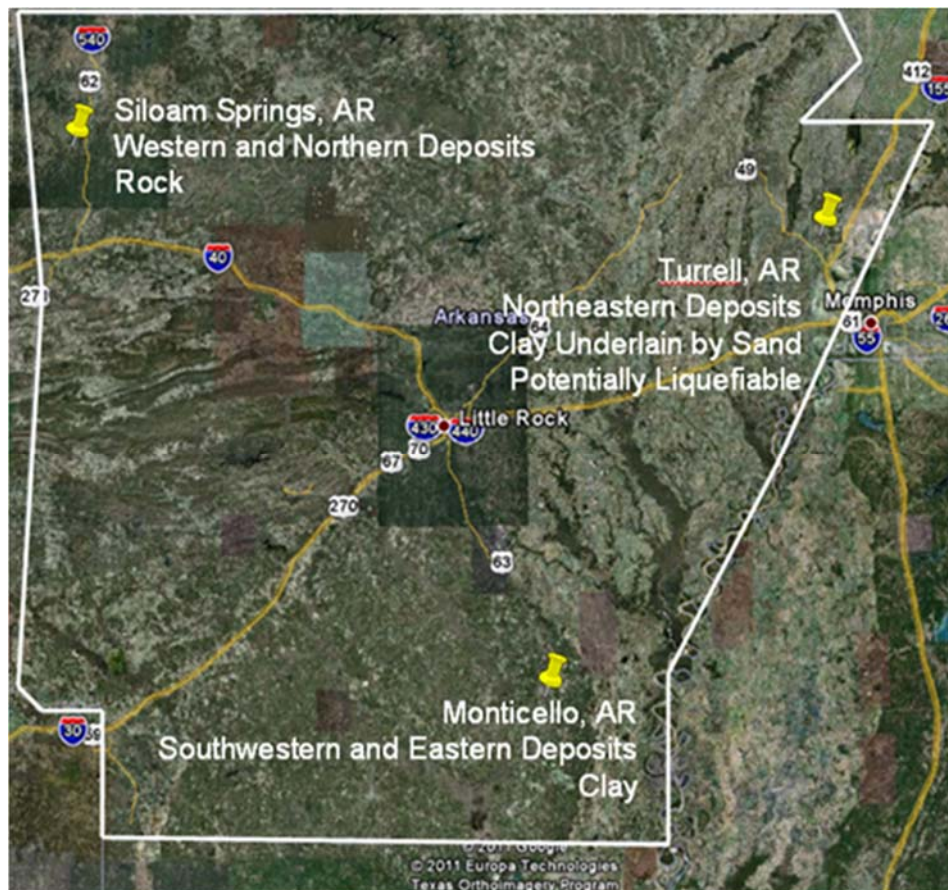 540
412
155
62
Siloam Springs, AR
Western and Northern Deposits
Rock
49
40
Turrell, AR
271
Northeastern Deposits
Memphis
Arkansas
64
61
Clay Underlain by Sand
55
Potentially Liquefiable
Little Rock
430
440
70
67
270
63
Monticello, AR
Southwestern and Eastern Deposits
30
59
Clay
© 2011 Google
© 2011 Europa Technologies
Texas Orthoimagery Program